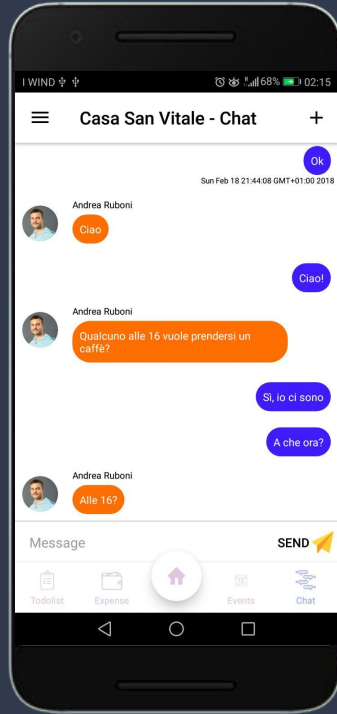 I WIND
68% 02:15
Casa San Vitale - Chat +
Ok
Sun Feb 18 21:44:08 GMT+01:00 2018
Andrea Ruboni
Ciao
Ciao!
Andrea Ruboni
Qualcuno alle 16 vuole prendersi un
caffè?
Sì, io ci sono
A che ora?
Andrea Ruboni
Alle 16?
Message SEND
Todolist Expense Events Chat